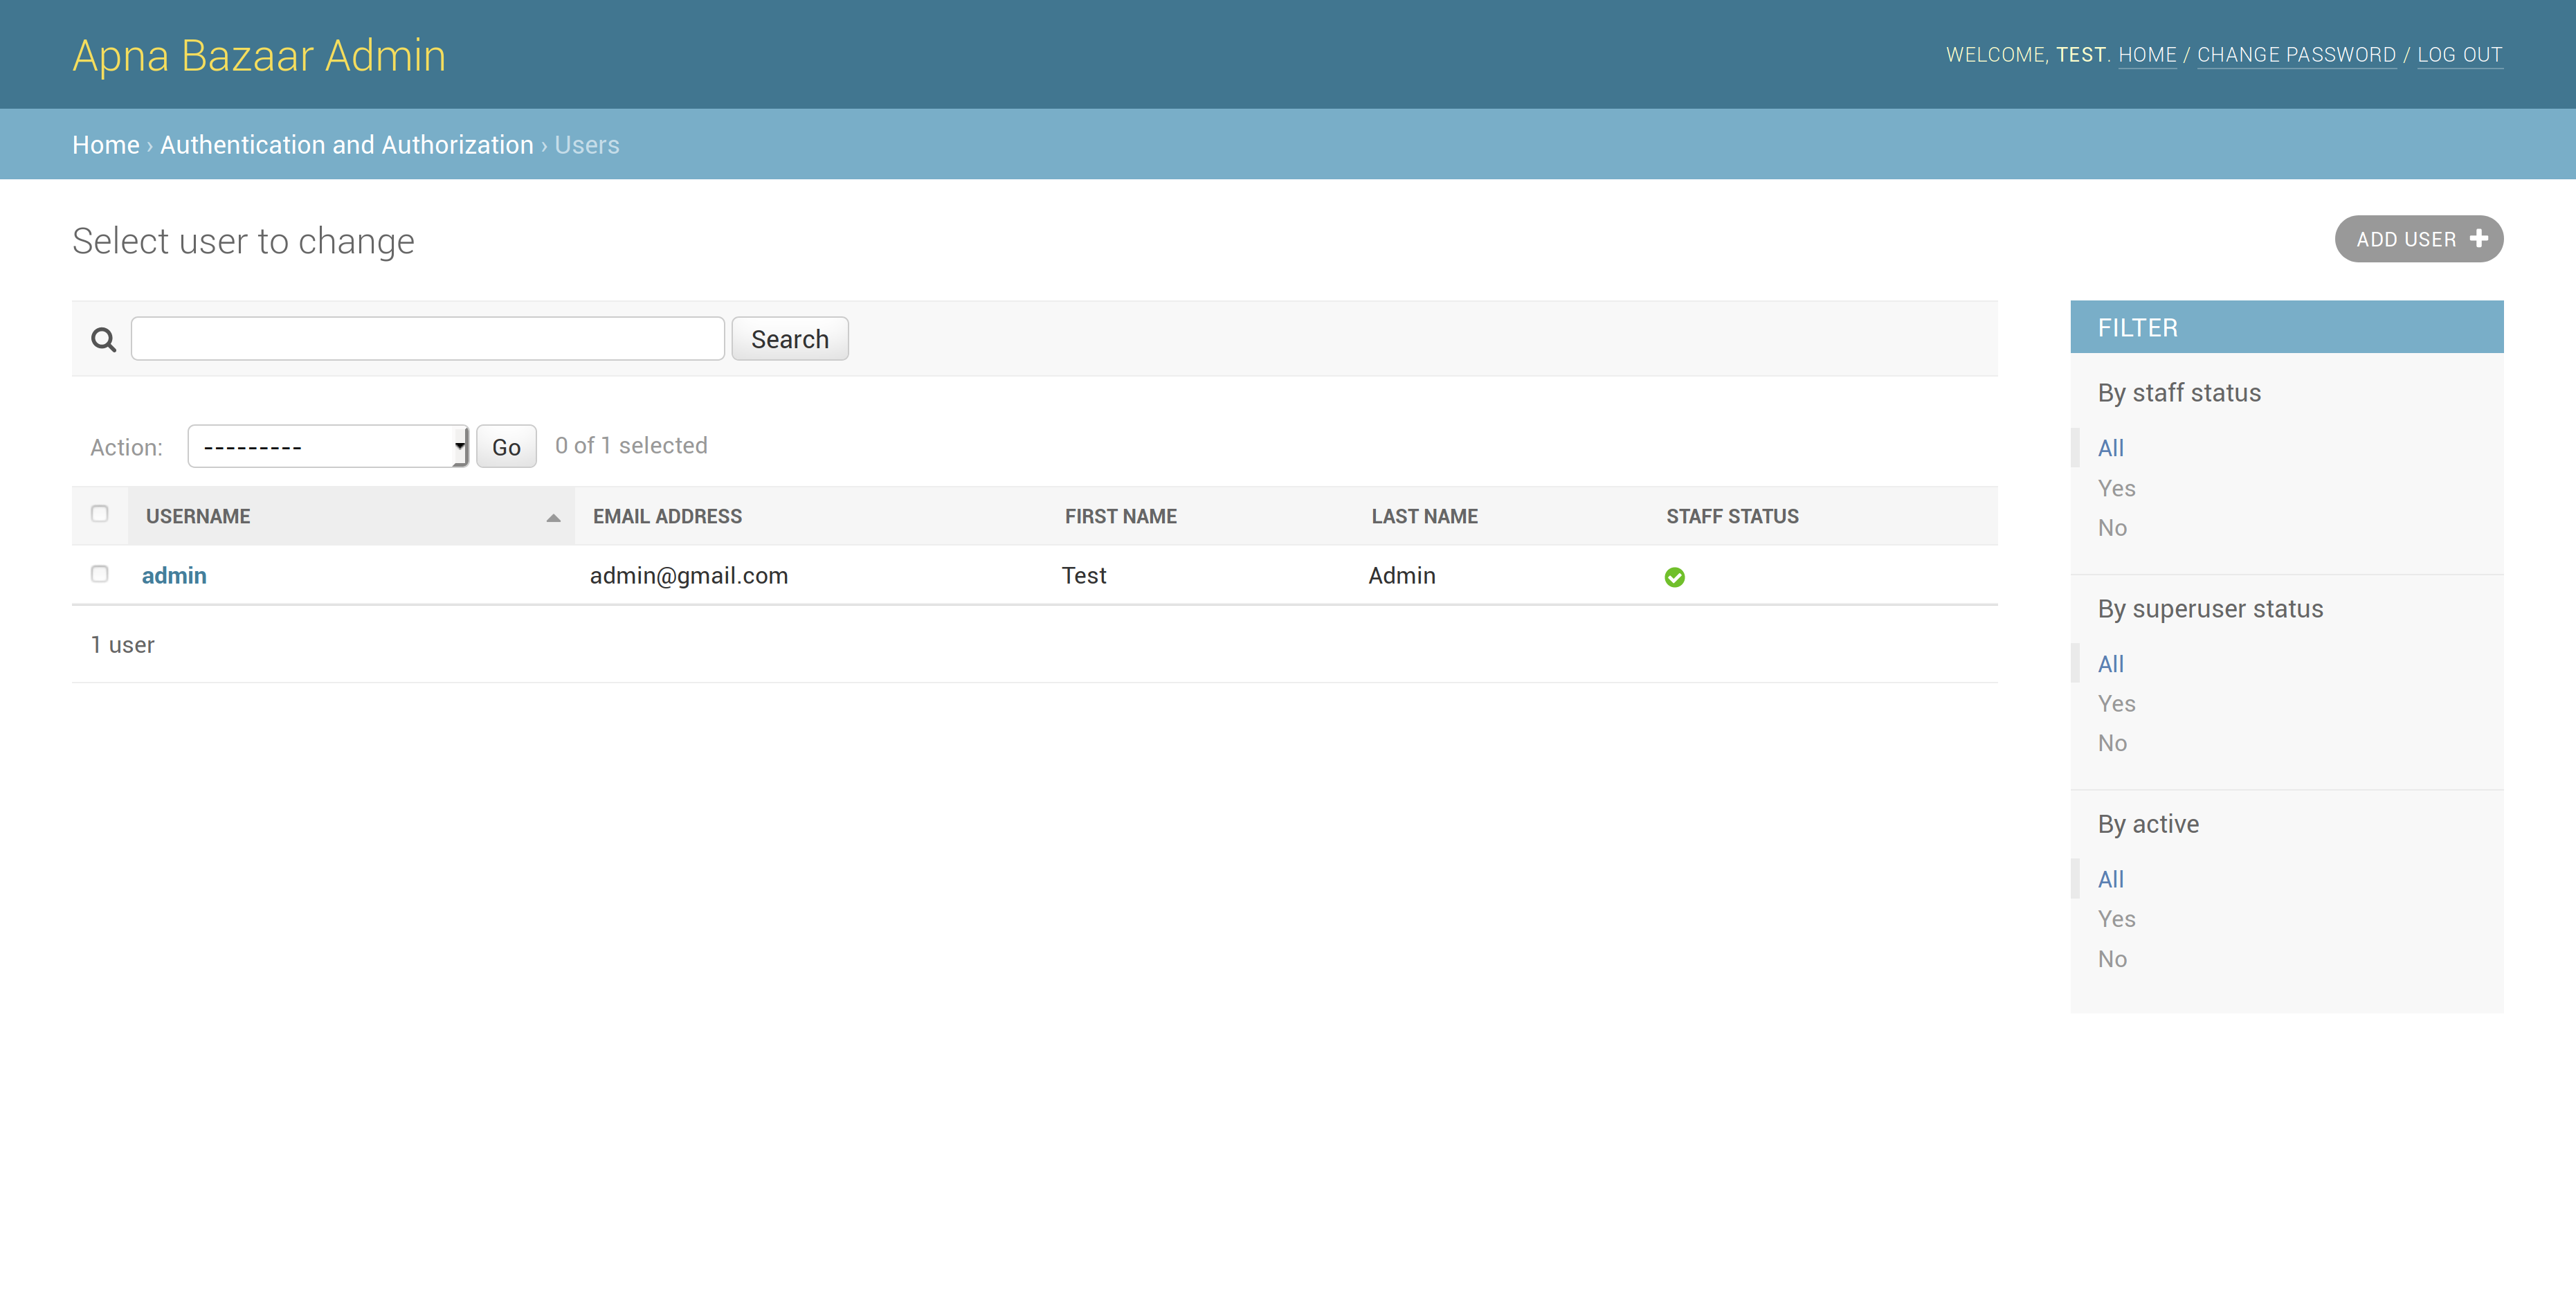 Apna Bazaar Admin
WELCOME, TEST. HOME / CHANGE PASSWORD / LOG OUT
Home › Authentication and Authorization › Users
Select user to change
ADD USER
Search
FILTER
By staff status
All
Yes
No
By superuser status
All
Yes
No
By active
All
Yes
No
Action: --------- Go 0 of 1 selected
USERNAME EMAIL ADDRESS FIRST NAME LAST NAME STAFF STATUS
admin admin@gmail.com Test Admin
1 user